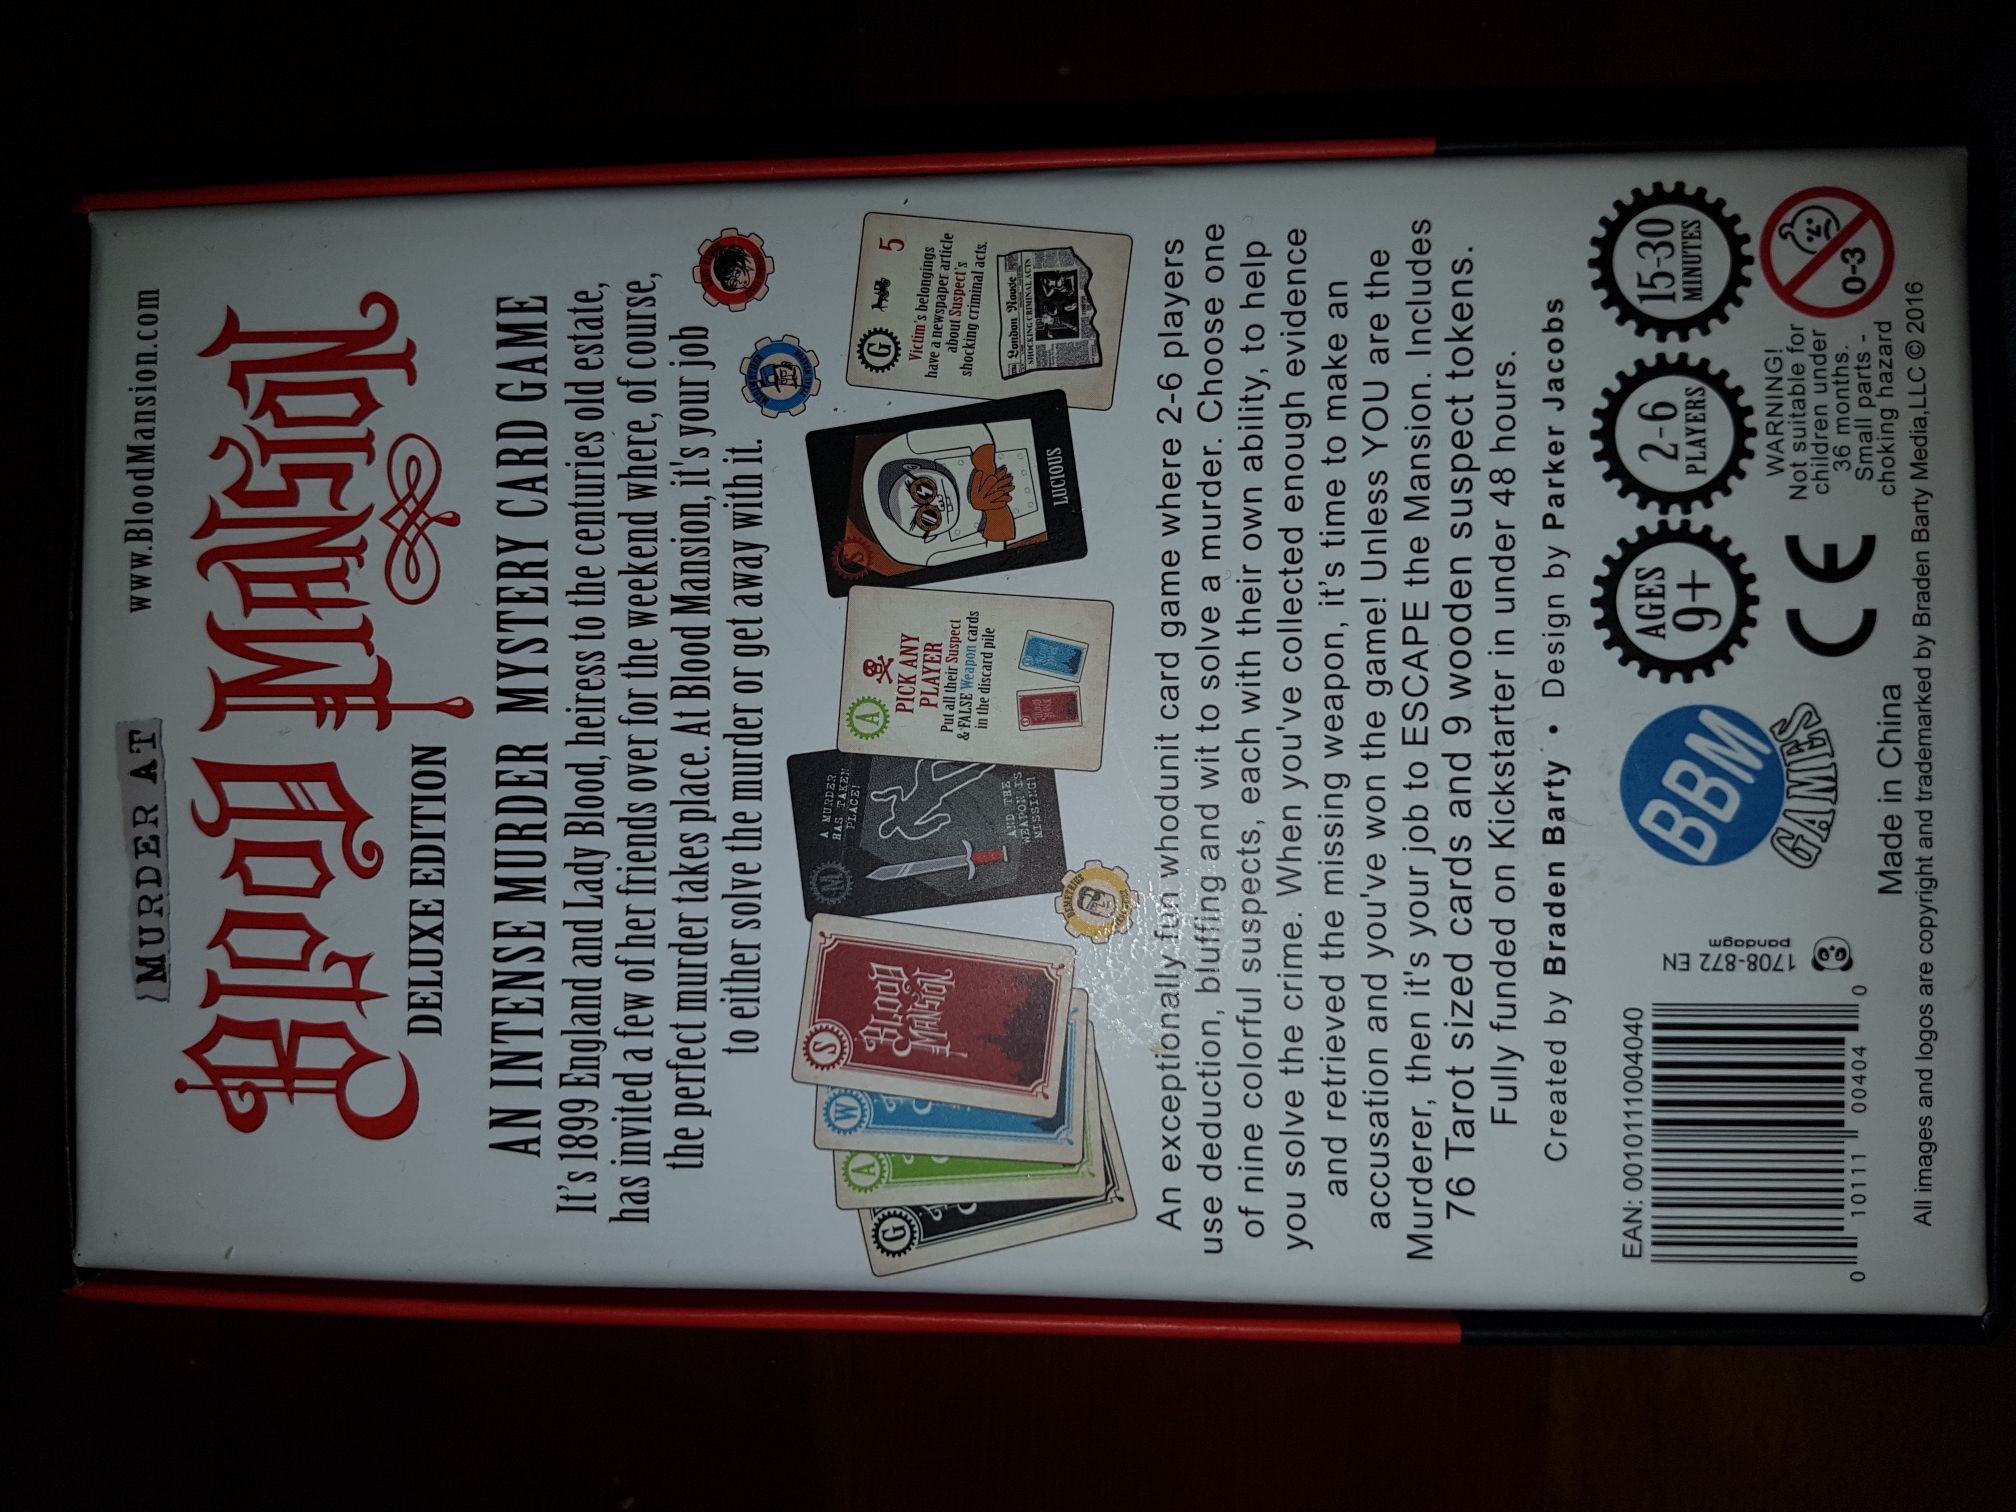 www.BloodMansion.com
MURDER AT
BLOOD MANSION
DELUXE EDITION
AN INTENSE MURDER MYSTERY CARD GAME
It's 1899 England and Lady Blood, heiress to the centuries old estate,
has invited a few of her friends over for the weekend where, of course,
the perfect murder takes place. At Blood Mansion, it's your job
to either solve the murder or get away with it.
G
A
W
S
BLOOD
MANSION
M
A MURDER
HAS TAKEN
PLACE!
AND THE
WEAPON IS
MISSING!
DEMETRIUS
A
PICK ANY
PLAYER
Put all their Suspect
& FALSE Weapon cards
in the discard pile
S
LUCIOUS
G
5
Victim's belongings
have a newspaper article
about Suspect's
shocking criminal acts.
London House
SHOCKING CRIMINAL ACTS
An exceptionally fun whodunit card game where 2-6 players
use deduction, bluffing and wit to solve a murder. Choose one
of nine colorful suspects, each with their own ability, to help
you solve the crime. When you've collected enough evidence
and retrieved the missing weapon, it's time to make an
accusation and you've won the game! Unless YOU are the
Murderer, then it's your job to ESCAPE the Mansion. Includes
76 Tarot sized cards and 9 wooden suspect tokens.
Fully funded on Kickstarter in under 48 hours.
Created by Braden Barty • Design by Parker Jacobs
EAN: 0010111004040
0 10111 00404 0
1708-872 EN
pandagm
BBM
GAMES
Made in China
AGES
9+
2-6
PLAYERS
15-30
MINUTES
CE
WARNING!
Not suitable for
children under
36 months.
Small parts -
choking hazard
0-3
All images and logos are copyright and trademarked by Braden Barty Media,LLC © 2016